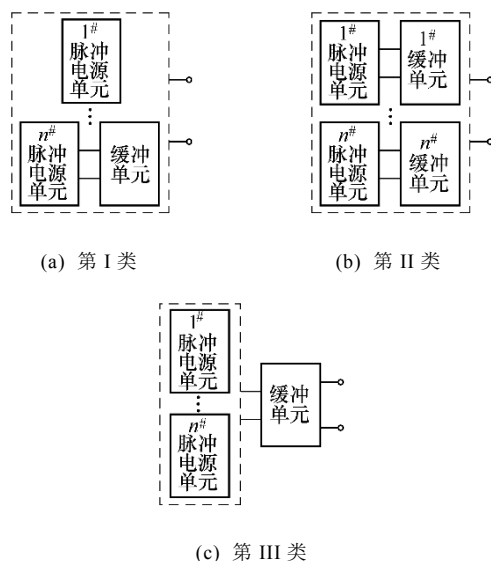 1#
脉冲
电源
单元
n#
脉冲
电源
单元
缓冲
单元
(a) 第 I 类
1#
脉冲
电源
单元
1#
缓冲
单元
n#
脉冲
电源
单元
n#
缓冲
单元
(b) 第 II 类
1#
脉冲
电源
单元
n#
脉冲
电源
单元
缓冲
单元
(c) 第 III 类